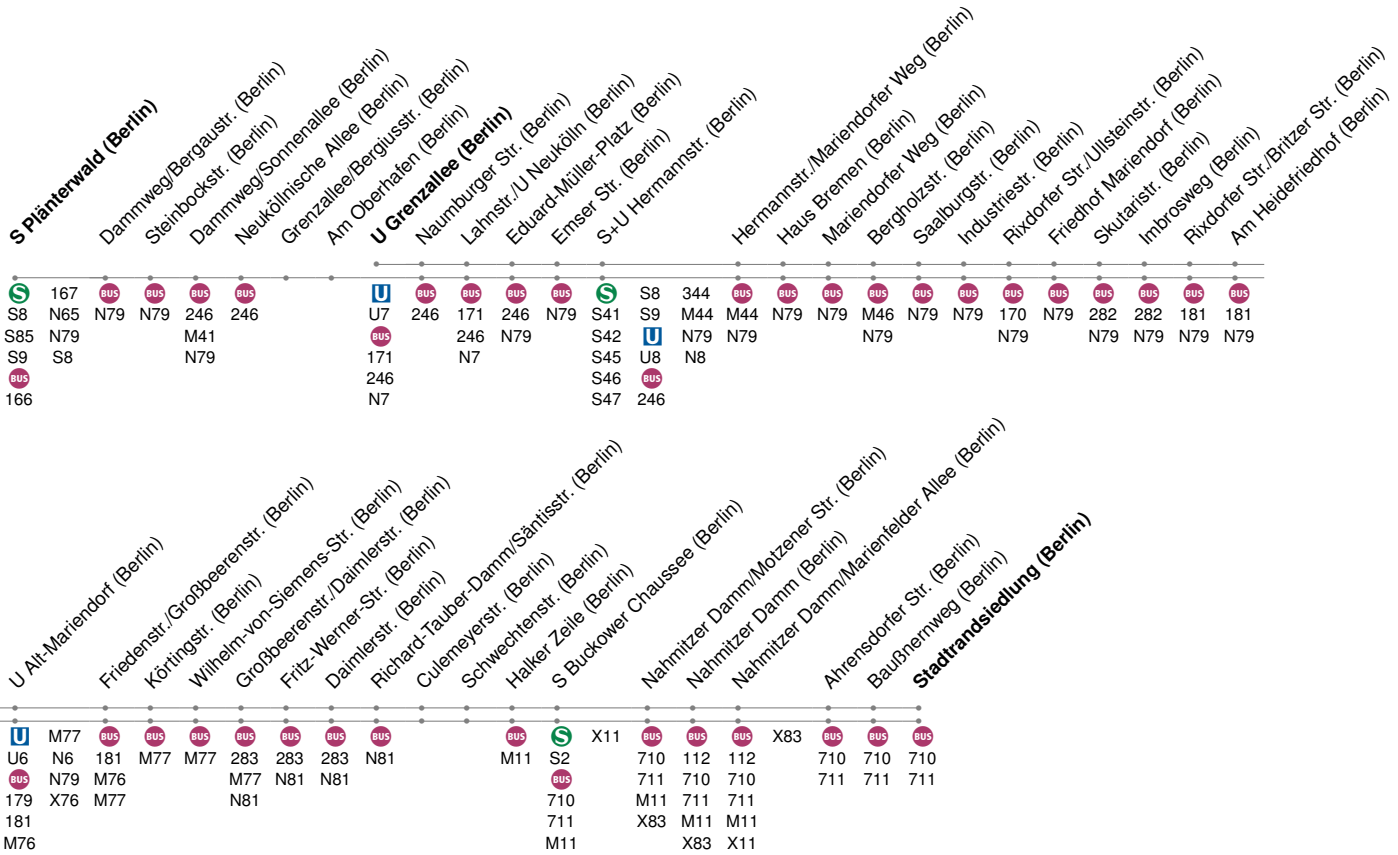 S Plänterwald (Berlin)
Dammweg/Bergaustr. (Berlin)
Steinbockstr. (Berlin)
Dammweg/Sonnenallee (Berlin)
Neuköllnische Allee (Berlin)
Grenzallee/Bergiusstr. (Berlin)
Am Oberhafen (Berlin)
U Grenzallee (Berlin)
Naumburger Str. (Berlin)
Lahnstr./U Neukölln (Berlin)
Eduard-Müller-Platz (Berlin)
Emser Str. (Berlin)
S+U Hermannstr. (Berlin)
Hermannstr./Mariendorfer Weg (Berlin)
Haus Bremen (Berlin)
Mariendorfer Weg (Berlin)
Bergholzstr. (Berlin)
Saalburgstr. (Berlin)
Industriestr. (Berlin)
Rixdorfer Str./Ullsteinstr. (Berlin)
Friedhof Mariendorf (Berlin)
Skutaristr. (Berlin)
Imbrosweg (Berlin)
Rixdorfer Str./Britzer Str. (Berlin)
Am Heidefriedhof (Berlin)
S 167 BUS BUS BUS BUS U BUS BUS BUS BUS S S8 344 BUS BUS BUS BUS BUS BUS BUS BUS BUS BUS BUS BUS
S8 N65 N79 N79 246 246 U7 246 171 246 N79 S41 S9 M44 M44 N79 N79 M46 N79 N79 170 N79 282 282 181 181
S85 N79 M41 BUS 246 N79 S42 U N79 N79 N79 N79 N79 N79 N79 N79
S9 S8 N79 171 N7 S45 U8 N8
BUS 246 S46 BUS
166 N7 S47 246
U Alt-Mariendorf (Berlin)
Friedenstr./Großbeerenstr. (Berlin)
Körtingstr. (Berlin)
Wilhelm-von-Siemens-Str. (Berlin)
Großbeerenstr./Daimlerstr. (Berlin)
Fritz-Werner-Str. (Berlin)
Daimlerstr. (Berlin)
Richard-Tauber-Damm/Säntisstr. (Berlin)
Culemeyerstr. (Berlin)
Schwechtenstr. (Berlin)
Halker Zeile (Berlin)
S Buckower Chaussee (Berlin)
Nahmitzer Damm/Motzener Str. (Berlin)
Nahmitzer Damm (Berlin)
Nahmitzer Damm/Marienfelder Allee (Berlin)
Ahrensdorfer Str. (Berlin)
Baußnernweg (Berlin)
Stadtrandsiedlung (Berlin)
U M77 BUS BUS BUS BUS BUS BUS BUS BUS S X11 BUS BUS BUS X83 BUS BUS BUS
U6 N6 181 M77 M77 283 283 283 N81 M11 S2 710 112 112 710 710 710
BUS N79 M76 M77 N81 N81 BUS 711 710 710 711 711 711
179 X76 M77 N81 710 M11 711 711
181 711 X83 M11 M11
M76 M11 X83 X11